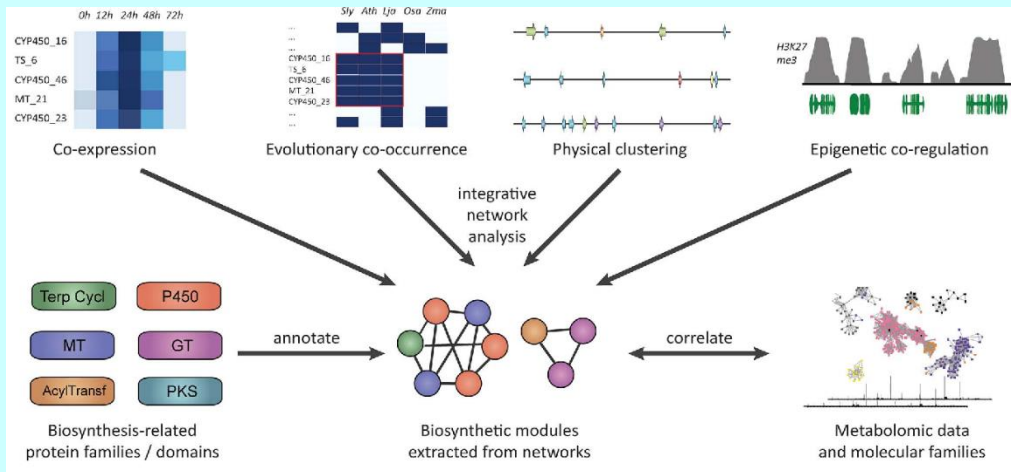 0h 12h 24h 48h 72h
CYP450_16
TS_6
CYP450_46
MT_21
CYP450_23
Co-expression
Sly Ath Lja Osa Zma
...
...
...
CYP450_16
TS_6
CYP450_46
MT_21
CYP450_23
...
...
Evolutionary co-occurrence
Physical clustering
H3K27
me3
Epigenetic co-regulation
integrative
network
analysis
Terp Cycl P450
MT GT
AcylTransf PKS
Biosynthesis-related
protein families / domains
annotate
Biosynthetic modules
extracted from networks
correlate
Metabolomic data
and molecular families